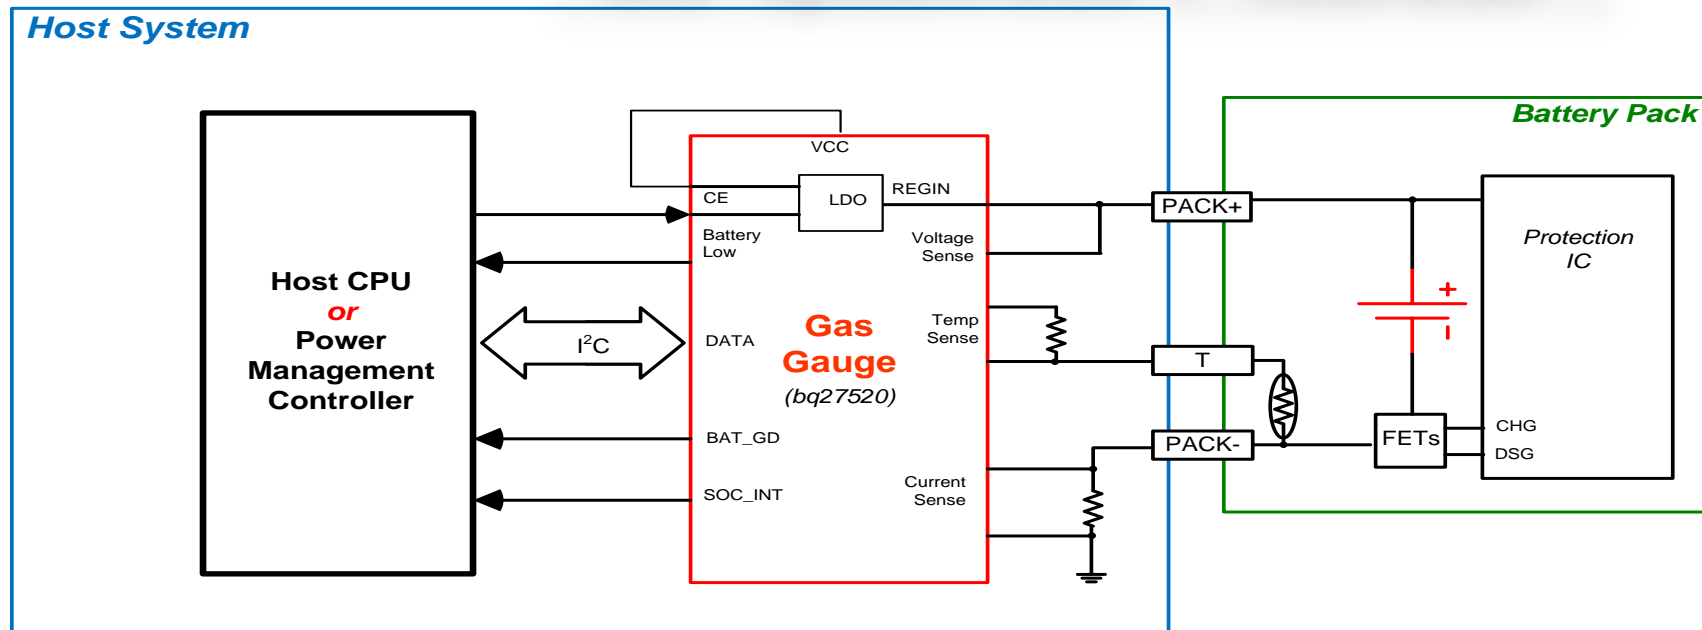 Host System
Battery Pack
VCC
CE
LDO
REGIN
PACK+
Battery
Low
Voltage
Sense
Protection
IC
Host CPU
or
Power
Management
Controller
I²C
DATA
Gas
Gauge
(bq27520)
Temp
Sense
T
+
-
BAT_GD
PACK-
FETs
CHG
DSG
SOC_INT
Current
Sense